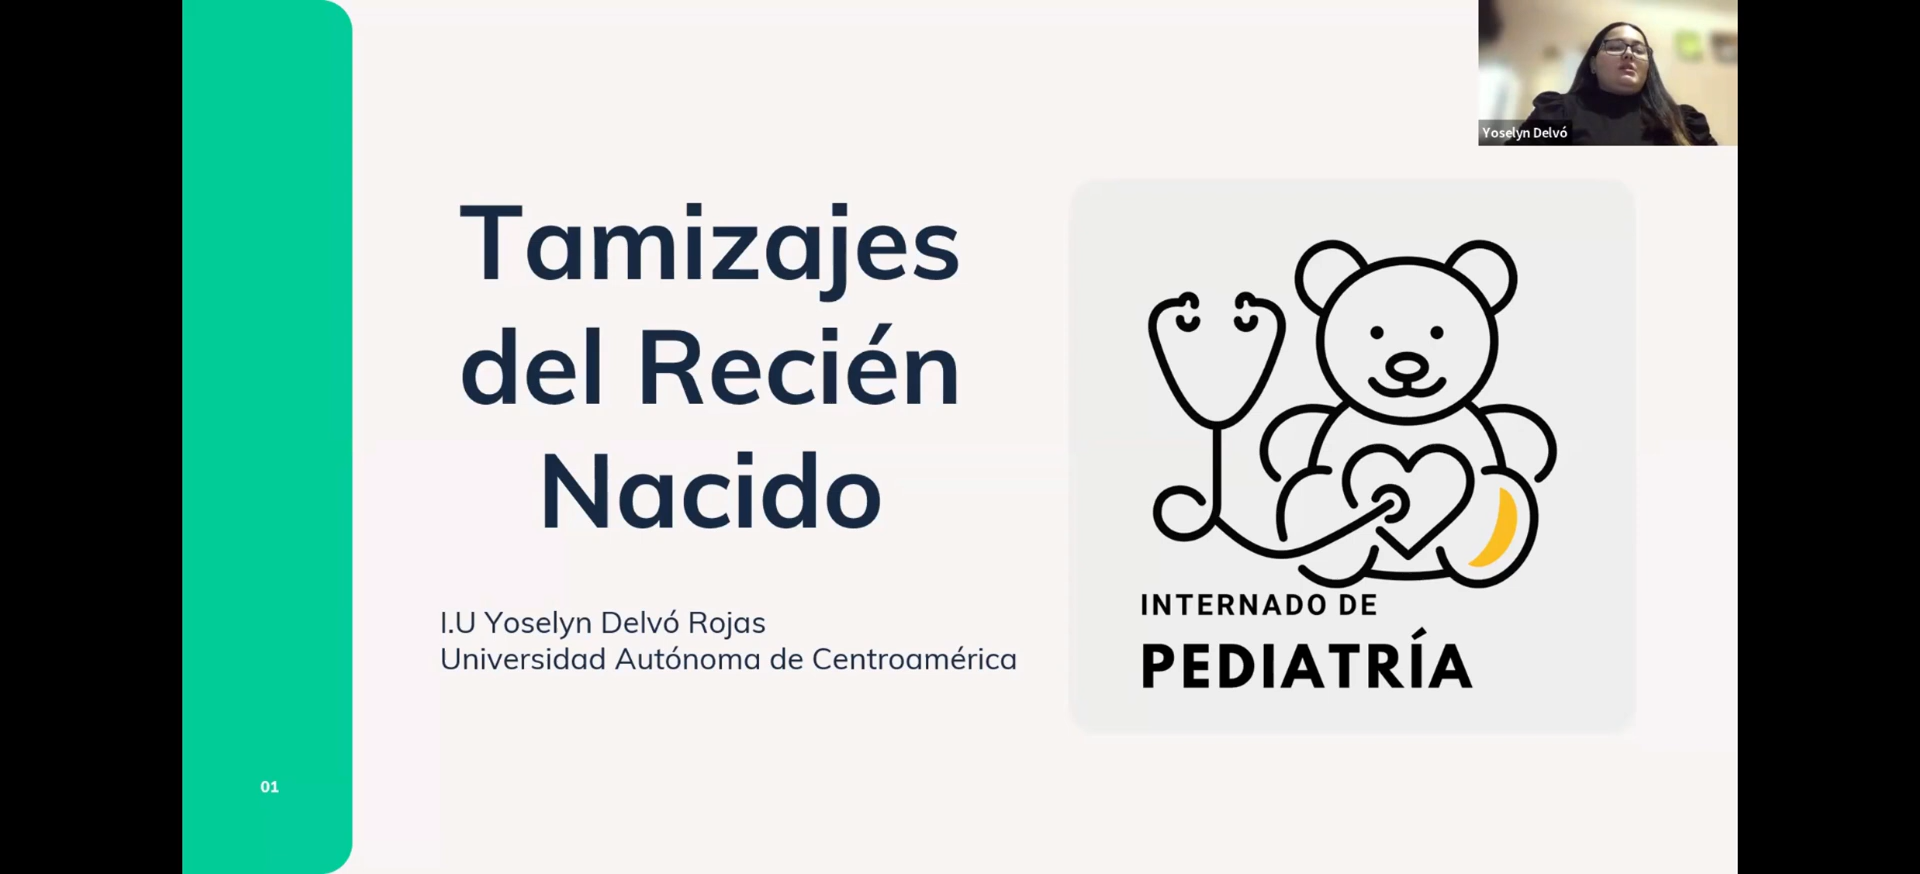 Yoselyn Delvó
Tamizajes
del Recién
Nacido
I.U Yoselyn Delvó Rojas
Universidad Autónoma de Centroamérica
INTERNADO DE
PEDIATRÍA
01